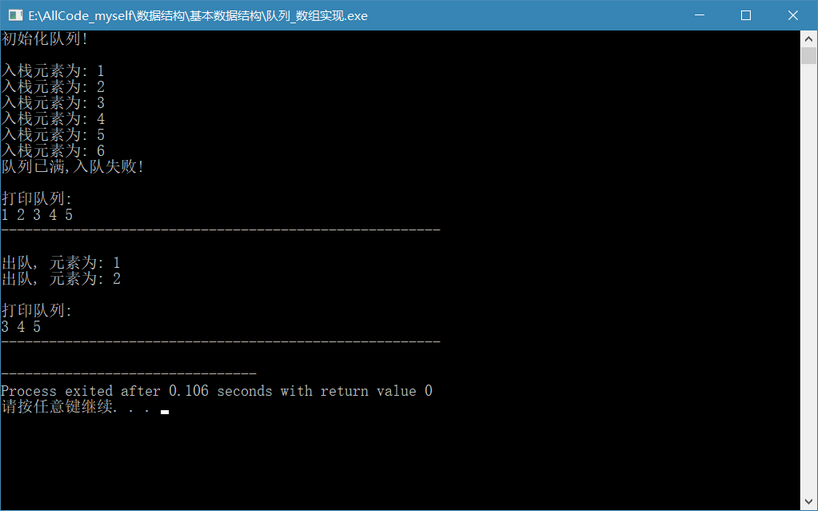 E:\AllCode_myself\数据结构\基本数据结构\队列_数组实现.exe
初始化队列!
入栈元素为: 1
入栈元素为: 2
入栈元素为: 3
入栈元素为: 4
入栈元素为: 5
入栈元素为: 6
队列已满,入队失败!
打印队列:
1 2 3 4 5
-------------------------------------------------------
出队, 元素为: 1
出队, 元素为: 2
打印队列:
3 4 5
-------------------------------------------------------
--------------------------------
Process exited after 0.106 seconds with return value 0
请按任意键继续. . .